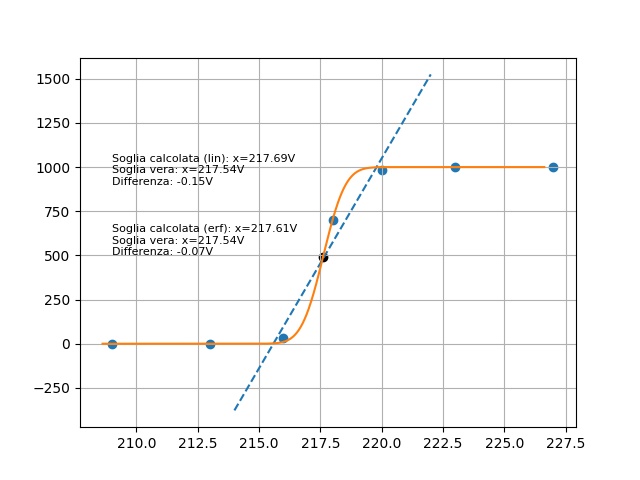 1500
1250
1000
750
500
250
0
−250
Soglia calcolata (lin): x=217.69V
Soglia vera: x=217.54V
Differenza: -0.15V
Soglia calcolata (erf): x=217.61V
Soglia vera: x=217.54V
Differenza: -0.07V
210.0 212.5 215.0 217.5 220.0 222.5 225.0 227.5